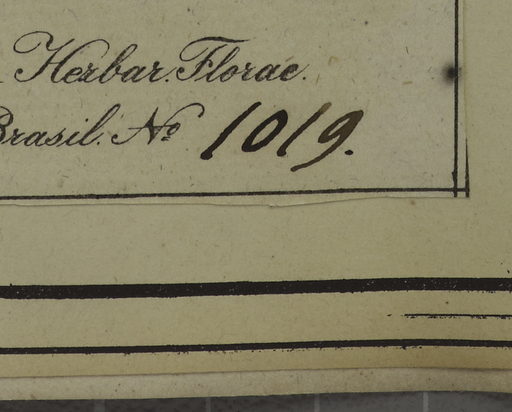 Herbar. Florae.
Brasil. No 1019.